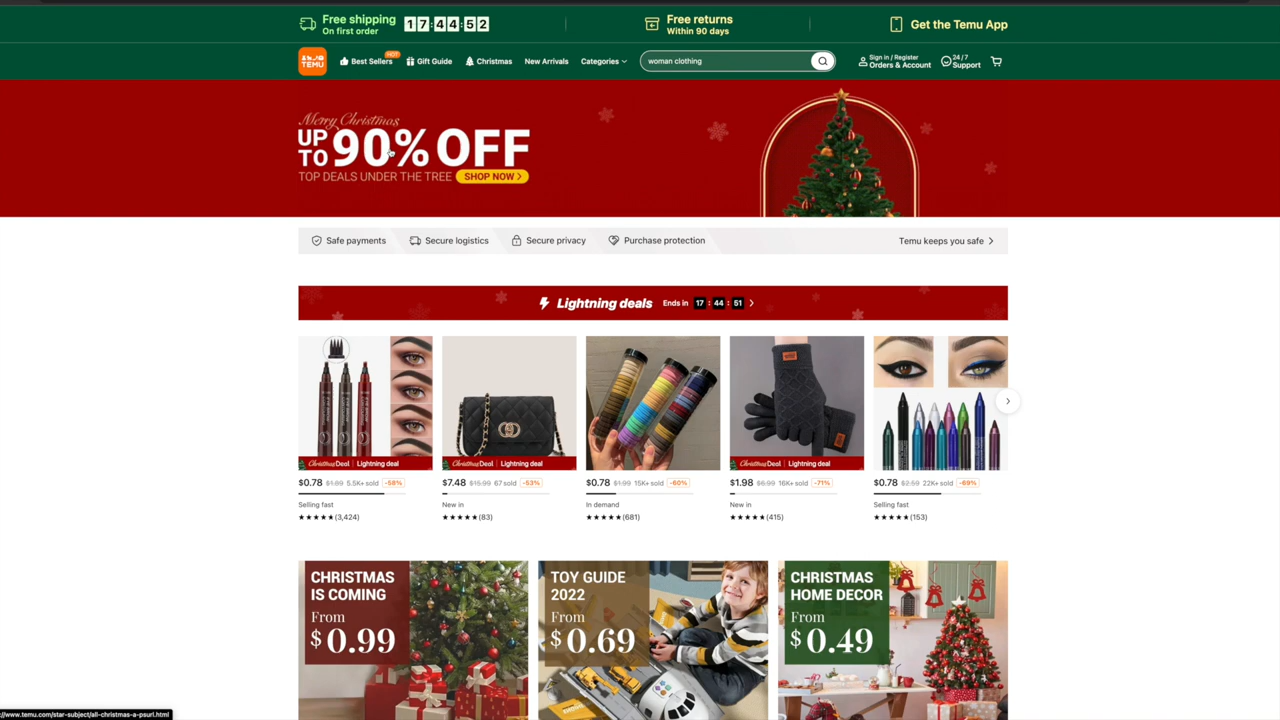 Free shipping
On first order
17:44:52
Free returns
Within 90 days
Get the Temu App
TEMU
Best Sellers
HOT
Gift Guide
Christmas
New Arrivals
Categories
woman clothing
Sign in / Register
Orders & Account
24/7
Support
Merry Christmas
UP TO 90% OFF
TOP DEALS UNDER THE TREE SHOP NOW >
Safe payments
Secure logistics
Secure privacy
Purchase protection
Temu keeps you safe >
Lightning deals Ends in 17 : 44 : 51 >
Christmas Deal | Lightning deal
Christmas Deal | Lightning deal
Christmas Deal | Lightning deal
Christmas Deal | Lightning deal
$0.78 $1.89 5.5K+ sold -58%
Selling fast
(3,424)
$7.48 $15.99 67 sold -53%
New in
(83)
$0.78 $1.99 15K+ sold -60%
In demand
(681)
$1.98 $6.99 16K+ sold -71%
New in
(415)
$0.78 $2.59 22K+ sold -69%
Selling fast
(153)
CHRISTMAS
IS COMING
From
$0.99
TOY GUIDE
2022
From
$0.69
CHRISTMAS
HOME DECOR
From
$0.49
://www.temu.com/star-subject/all-christmas-a-psurl.html